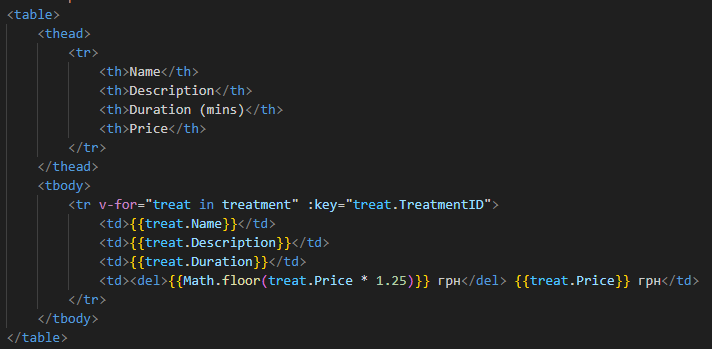 <table>
<thead>
<tr>
<th>Name</th>
<th>Description</th>
<th>Duration (mins)</th>
<th>Price</th>
</tr>
</thead>
<tbody>
<tr v-for="treat in treatment" :key="treat.TreatmentID">
<td>{{treat.Name}}</td>
<td>{{treat.Description}}</td>
<td>{{treat.Duration}}</td>
<td><del>{{Math.floor(treat.Price * 1.25)}} грн</del> {{treat.Price}} грн</td>
</tr>
</tbody>
</table>